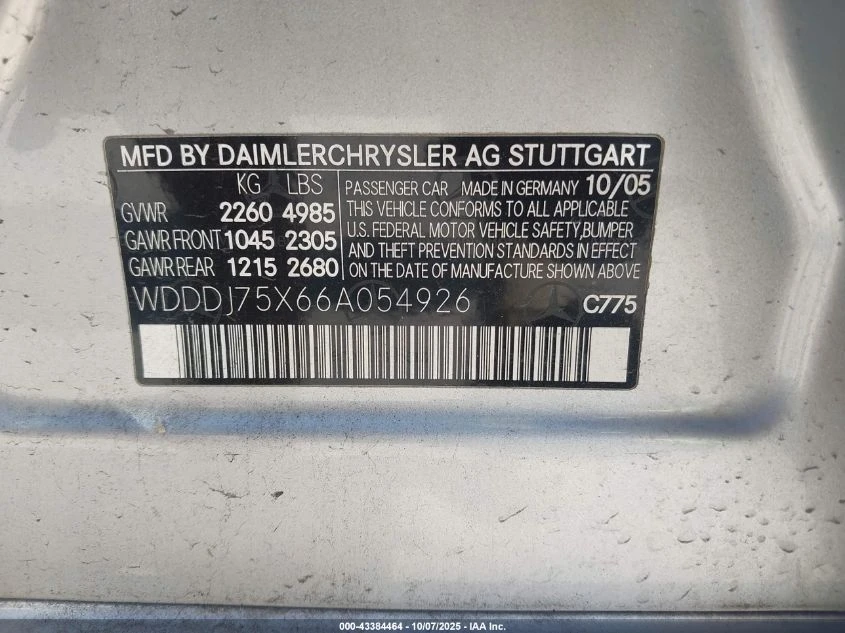 MFD BY DAIMLERCHRYSLER AG STUTTGART
KG LBS
GVWR 2260 4985
GAWR FRONT 1045 2305
GAWR REAR 1215 2680
PASSENGER CAR MADE IN GERMANY 10/05
THIS VEHICLE CONFORMS TO ALL APPLICABLE
U.S. FEDERAL MOTOR VEHICLE SAFETY,BUMPER
AND THEFT PREVENTION STANDARDS IN EFFECT
ON THE DATE OF MANUFACTURE SHOWN ABOVE
WDDDJ75X66A054926 C775
000-43384464 - 10/07/2025 - IAA Inc.